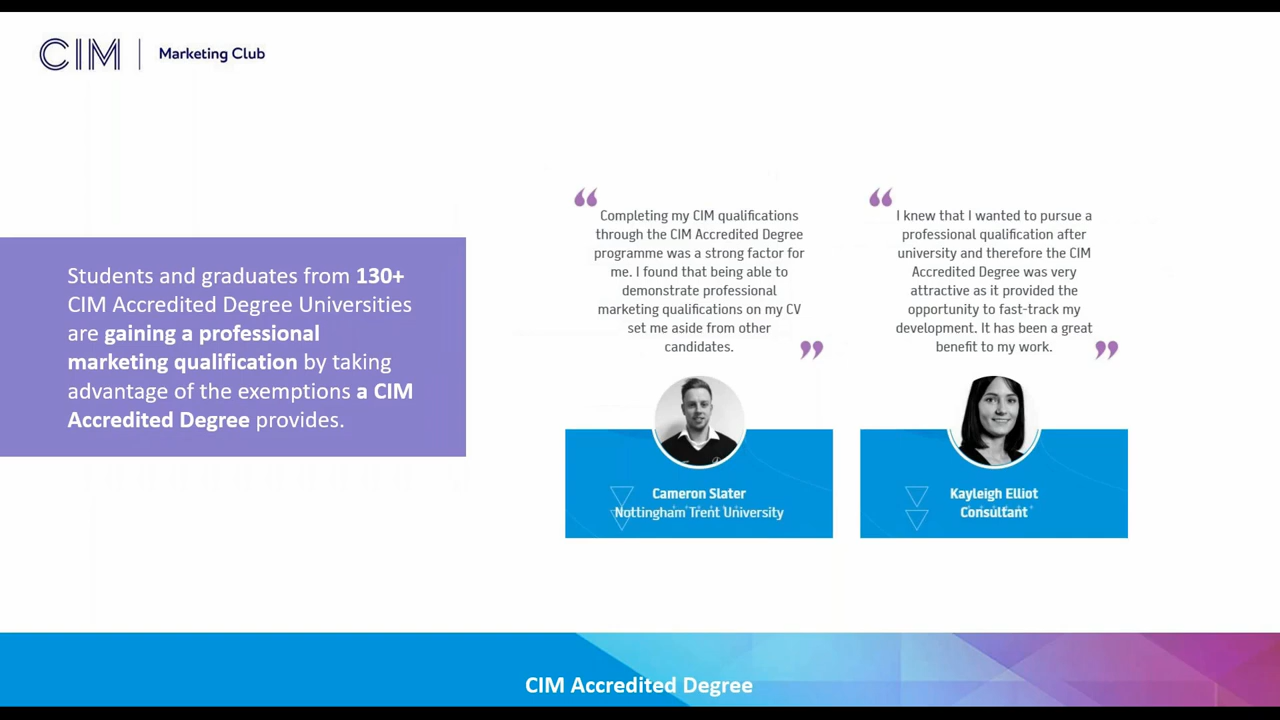 CIM | Marketing Club
Students and graduates from 130+
CIM Accredited Degree Universities
are gaining a professional
marketing qualification by taking
advantage of the exemptions a CIM
Accredited Degree provides.
“
Completing my CIM qualifications
through the CIM Accredited Degree
programme was a strong factor for
me. I found that being able to
demonstrate professional
marketing qualifications on my CV
set me aside from other
candidates.
”
Cameron Slater
Nottingham Trent University
“
I knew that I wanted to pursue a
professional qualification after
university and therefore the CIM
Accredited Degree was very
attractive as it provided the
opportunity to fast-track my
development. It has been a great
benefit to my work.
”
Kayleigh Elliot
Consultant
CIM Accredited Degree